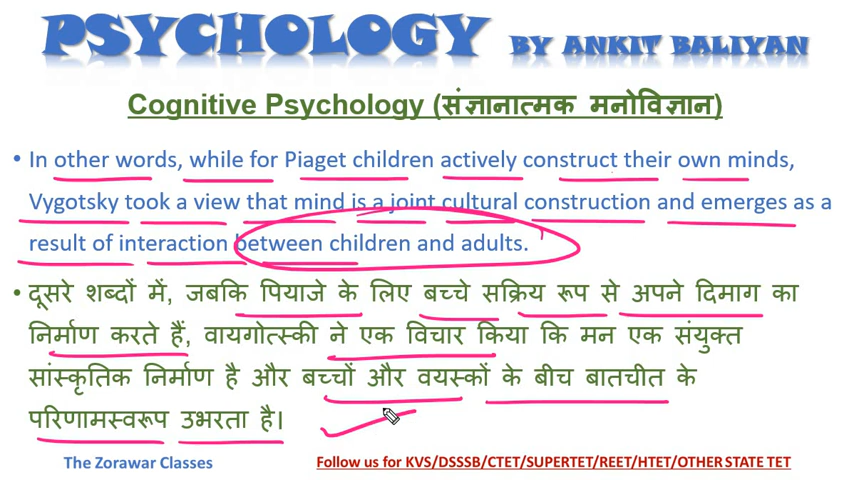 PSYCHOLOGY BY ANKIT BALIYAN
Cognitive Psychology (संज्ञानात्मक मनोविज्ञान)
• In other words, while for Piaget children actively construct their own minds,
Vygotsky took a view that mind is a joint cultural construction and emerges as a
result of interaction between children and adults.
• दूसरे शब्दों में, जबकि पियाजे के लिए बच्चे सक्रिय रूप से अपने दिमाग का
निर्माण करते हैं, वायगोत्स्की ने एक विचार किया कि मन एक संयुक्त
सांस्कृतिक निर्माण है और बच्चों और वयस्कों के बीच बातचीत के
परिणामस्वरूप उभरता है।
The Zorawar Classes Follow us for KVS/DSSSB/CTET/SUPERTET/REET/HTET/OTHER STATE TET